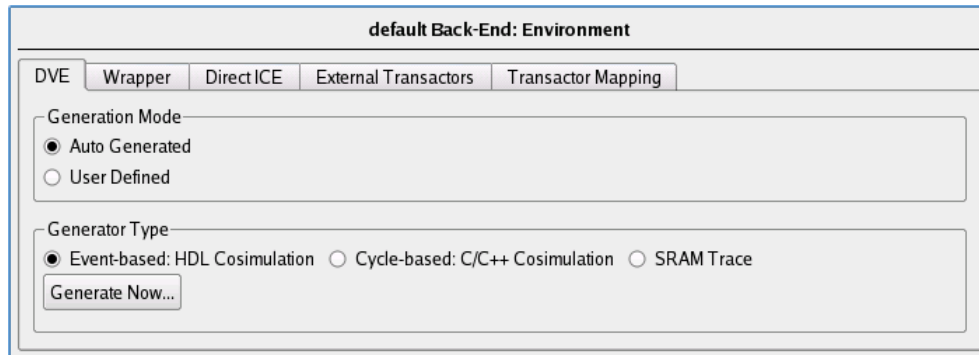 default Back-End: Environment
DVE Wrapper Direct ICE External Transactors Transactor Mapping
Generation Mode
Auto Generated
User Defined
Generator Type
Event-based: HDL Cosimulation Cycle-based: C/C++ Cosimulation SRAM Trace
Generate Now...